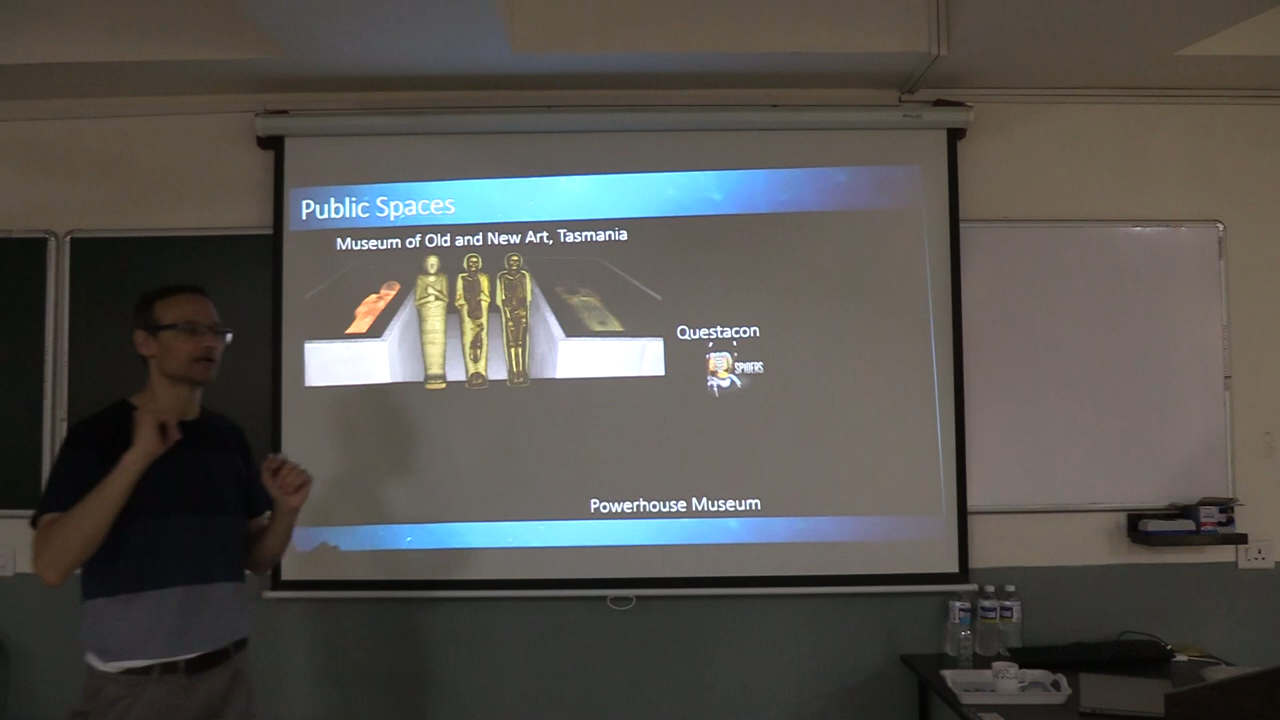 Public Spaces
Museum of Old and New Art, Tasmania
Questacon
SPIDERS
Powerhouse Museum